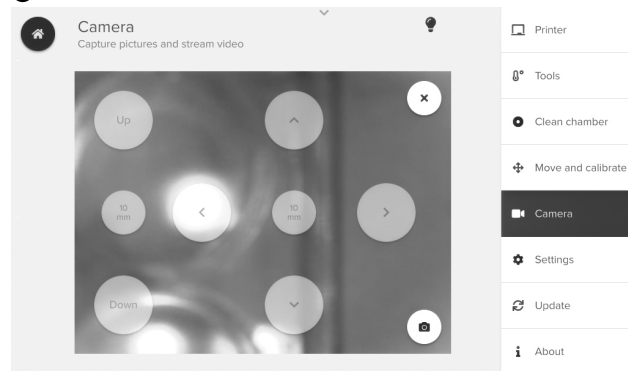 Camera
Capture pictures and stream video
Up
10
mm
10
mm
Down
Printer
Tools
Clean chamber
Move and calibrate
Camera
Settings
Update
About